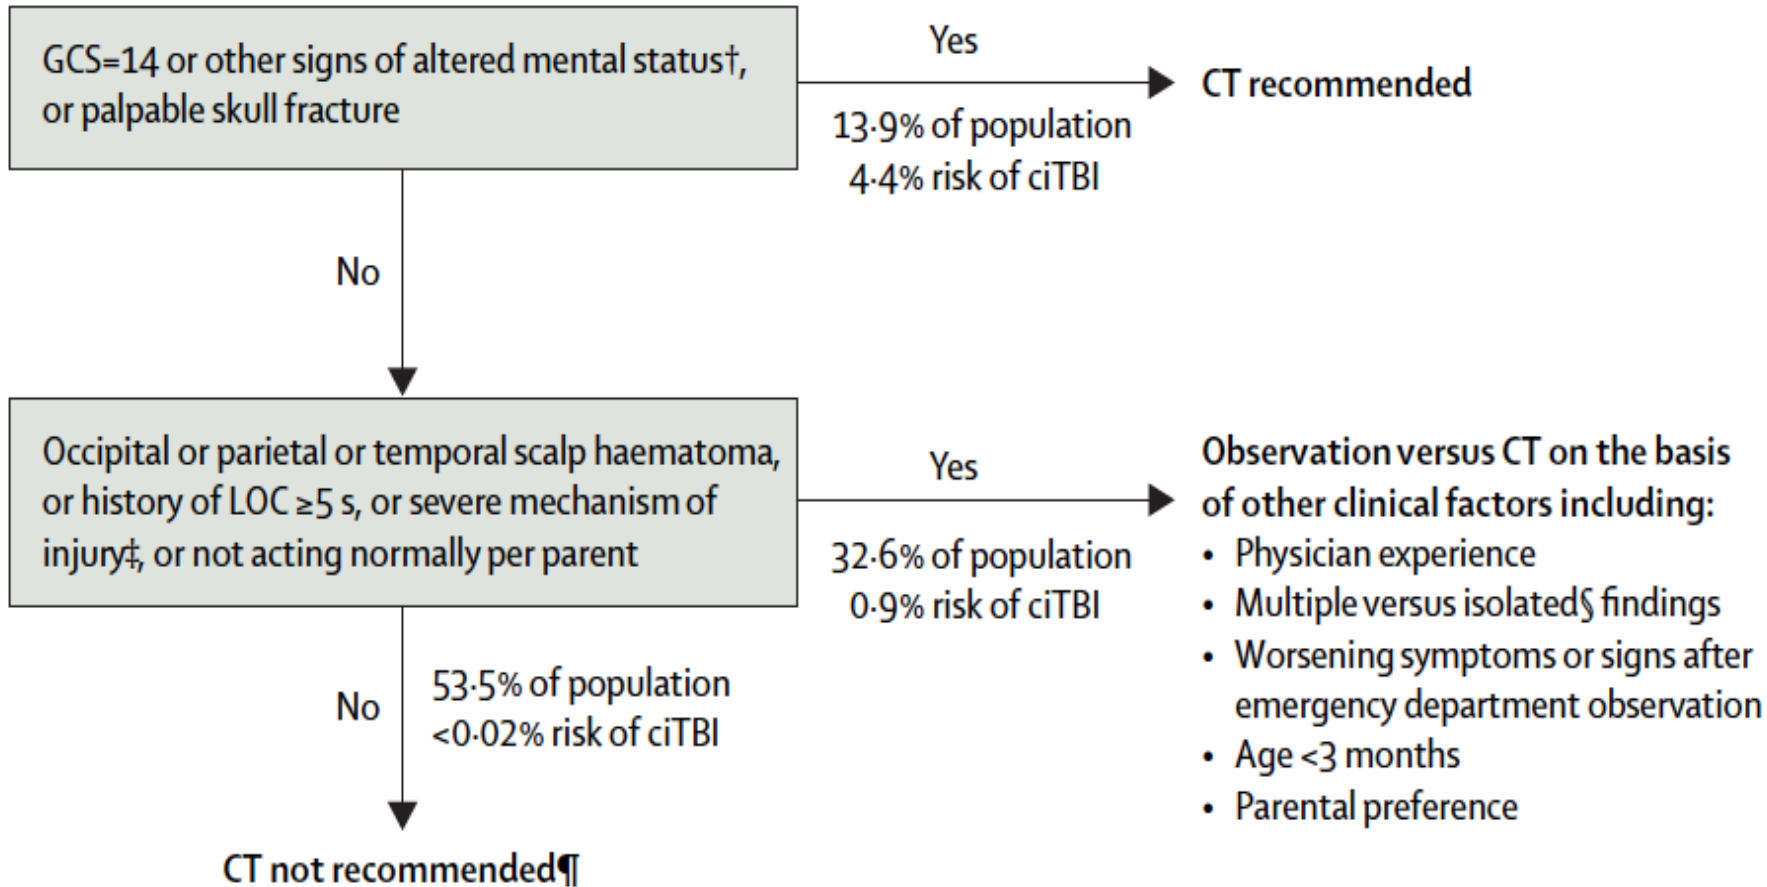 GCS=14 or other signs of altered mental status†,
or palpable skull fracture
Yes
13·9% of population
4·4% risk of ciTBI
CT recommended
No
Occipital or parietal or temporal scalp haematoma,
or history of LOC ≥5 s, or severe mechanism of
injury‡, or not acting normally per parent
Yes
32·6% of population
0·9% risk of ciTBI
Observation versus CT on the basis
of other clinical factors including:
• Physician experience
• Multiple versus isolated§ findings
• Worsening symptoms or signs after
emergency department observation
• Age <3 months
• Parental preference
No
53·5% of population
<0·02% risk of ciTBI
CT not recommended¶